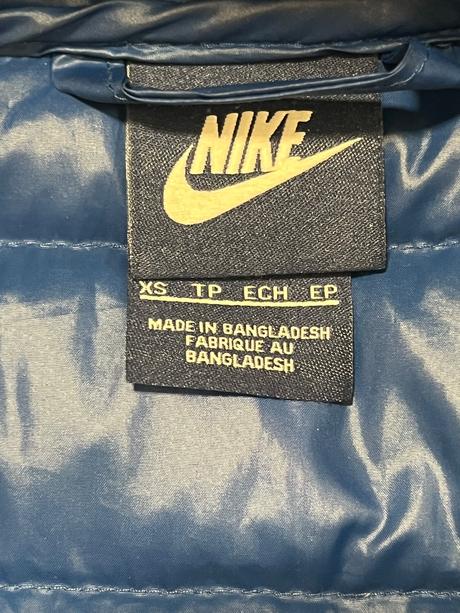 NIKE
XS TP ECH EP
MADE IN BANGLADESH
FABRIQUE AU
BANGLADESH